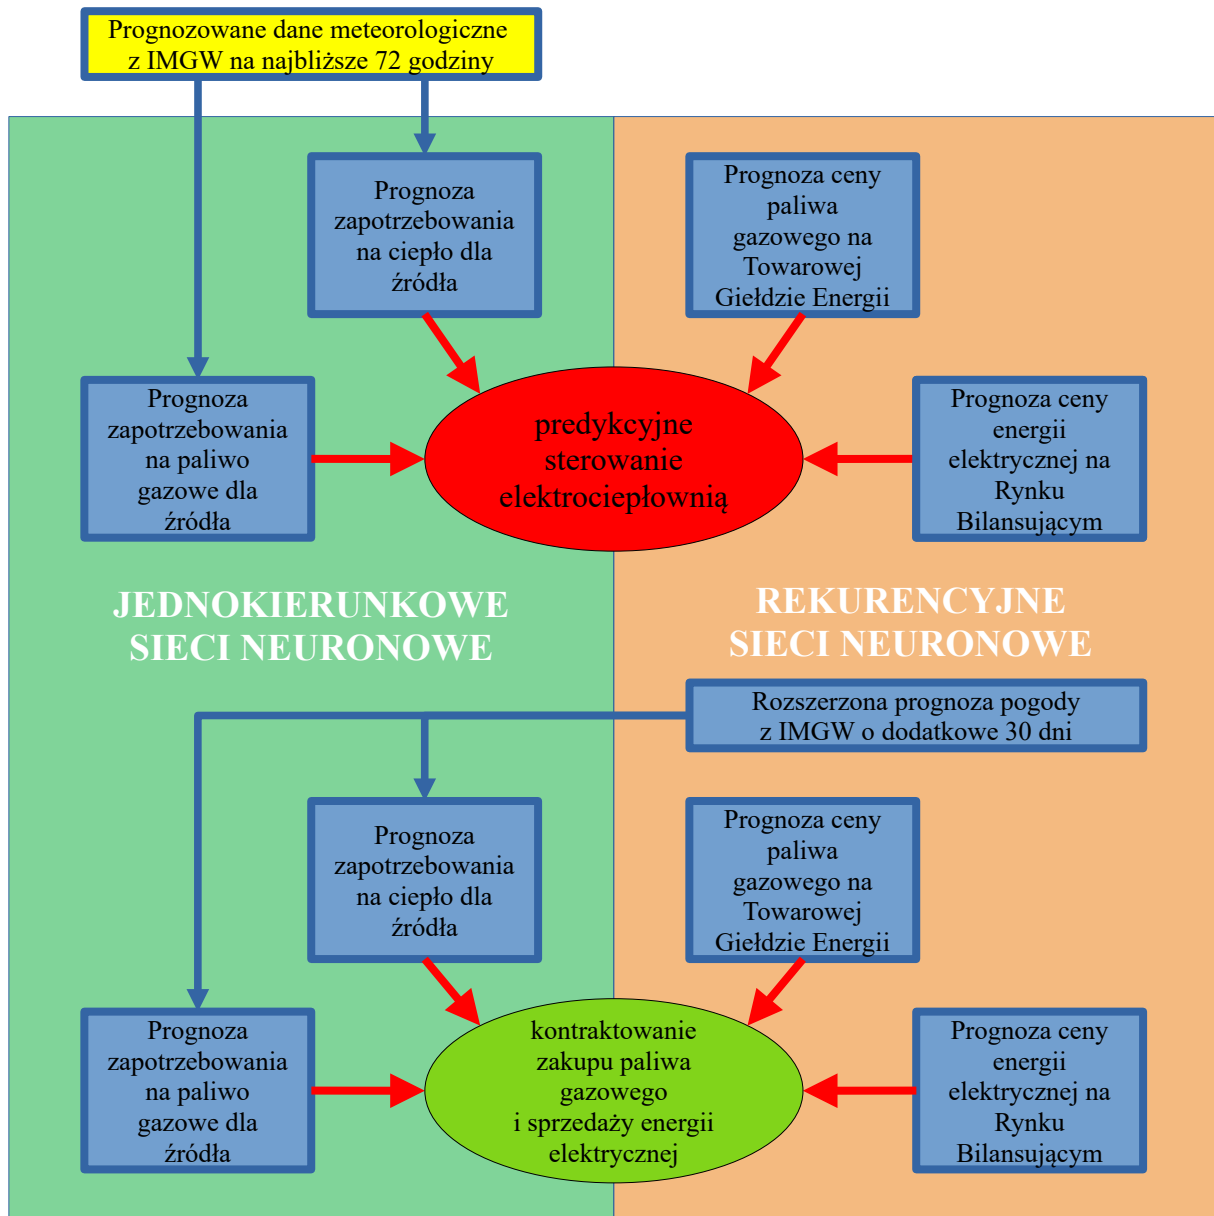 Prognozowane dane meteorologiczne
z IMGW na najbliższe 72 godziny
Prognoza
zapotrzebowania
na ciepło dla
źródła
Prognoza ceny
paliwa
gazowego na
Towarowej
Giełdzie Energii
Prognoza
zapotrzebowania
na paliwo
gazowe dla
źródła
predykcyjne
sterowanie
elektrociepłownią
Prognoza ceny
energii
elektrycznej na
Rynku
Bilansującym
JEDNOKIERUNKOWE
SIECI NEURONOWE
REKURENCYJNE
SIECI NEURONOWE
Rozszerzona prognoza pogody
z IMGW o dodatkowe 30 dni
Prognoza
zapotrzebowania
na ciepło dla
źródła
Prognoza ceny
paliwa
gazowego na
Towarowej
Giełdzie Energii
Prognoza
zapotrzebowania
na paliwo
gazowe dla
źródła
kontraktowanie
zakupu paliwa
gazowego
i sprzedaży energii
elektrycznej
Prognoza ceny
energii
elektrycznej na
Rynku
Bilansującym